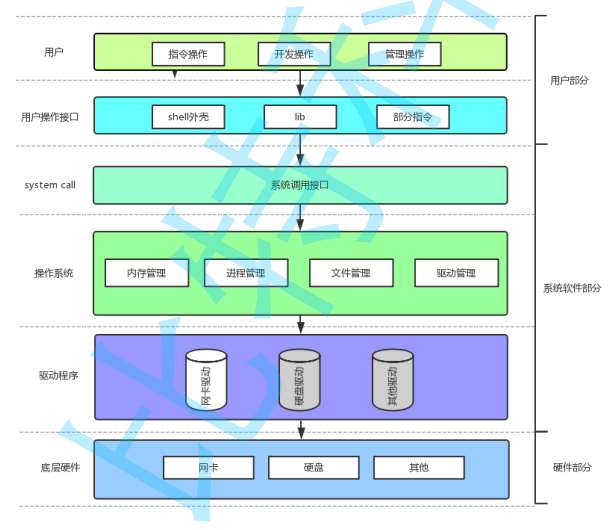 用户
指令操作
开发操作
管理操作
用户部分
用户操作接口
shell外壳
lib
部分指令
system call
系统调用接口
操作系统
内存管理
进程管理
文件管理
驱动管理
系统软件部分
驱动程序
网卡驱动
硬盘驱动
其他驱动
底层硬件
网卡
硬盘
其他
硬件部分